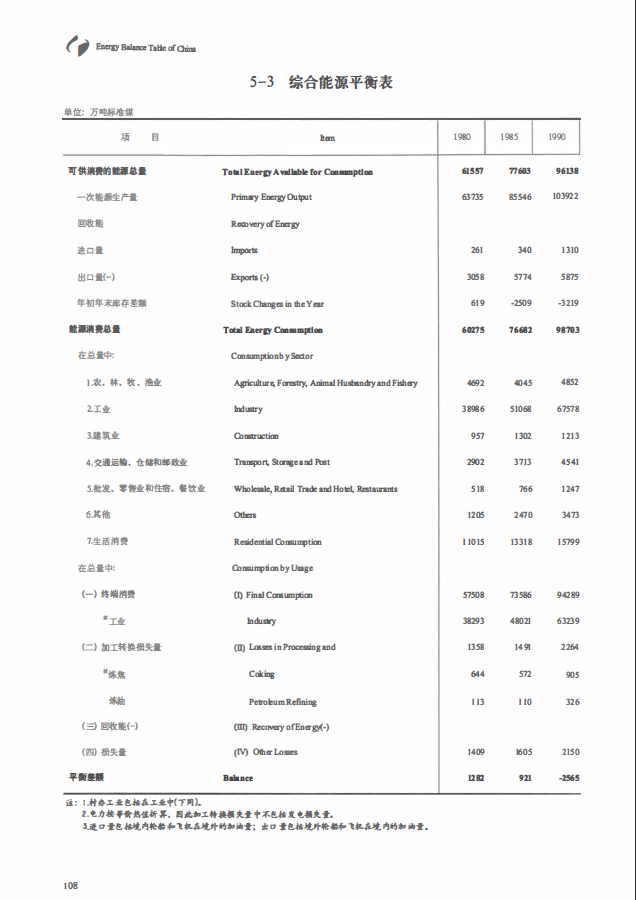 Energy Balance Table of China
5-3 综合能源平衡表
单位: 万吨标准煤
项 目 Item 1980 1985 1990
可供消费的能源总量 Total Energy Available for Consumption 61557 77603 96138
一次能源生产量 Primary Energy Output 63735 85546 103922
回收能 Recovery of Energy
进口量 Imports 261 340 1310
出口量(-) Exports (-) 3058 5774 5875
年初年末库存差额 Stock Changes in the Year 619 -2509 -3219
能源消费总量 Total Energy Consumption 60275 76682 98703
在总量中: Consumption by Sector
1.农、林、牧、渔业 Agriculture, Forestry, Animal Husbandry and Fishery 4692 4045 4852
2.工业 Industry 38986 51068 67578
3.建筑业 Construction 957 1302 1213
4.交通运输、仓储和邮政业 Transport, Storage and Post 2902 3713 4541
5.批发、零售业和住宿、餐饮业 Wholesale, Retail Trade and Hotel, Restaurants 518 766 1247
6.其他 Others 1205 2470 3473
7.生活消费 Residential Consumption 11015 13318 15799
在总量中: Consumption by Usage
(一) 终端消费 (I) Final Consumption 57508 73586 94289
#工业 Industry 38293 48021 63239
(二) 加工转换损失量 (II) Losses in Processing and 1358 1491 2264
#炼焦 Coking 644 572 905
炼油 Petroleum Refining 113 110 326
(三) 回收能(-) (III) Recovery of Energy(-)
(四) 损失量 (IV) Other Losses 1409 1605 2150
平衡差额 Balance 1282 921 -2565
注: 1.村办工业包括在工业中(下同)。
2.电力按等价热值折算, 因此加工转换损失量中不包括发电损失量。
3.进口量包括境内轮船和飞机在境外的加油量; 出口量包括境外轮船和飞机在境内的加油量。
108